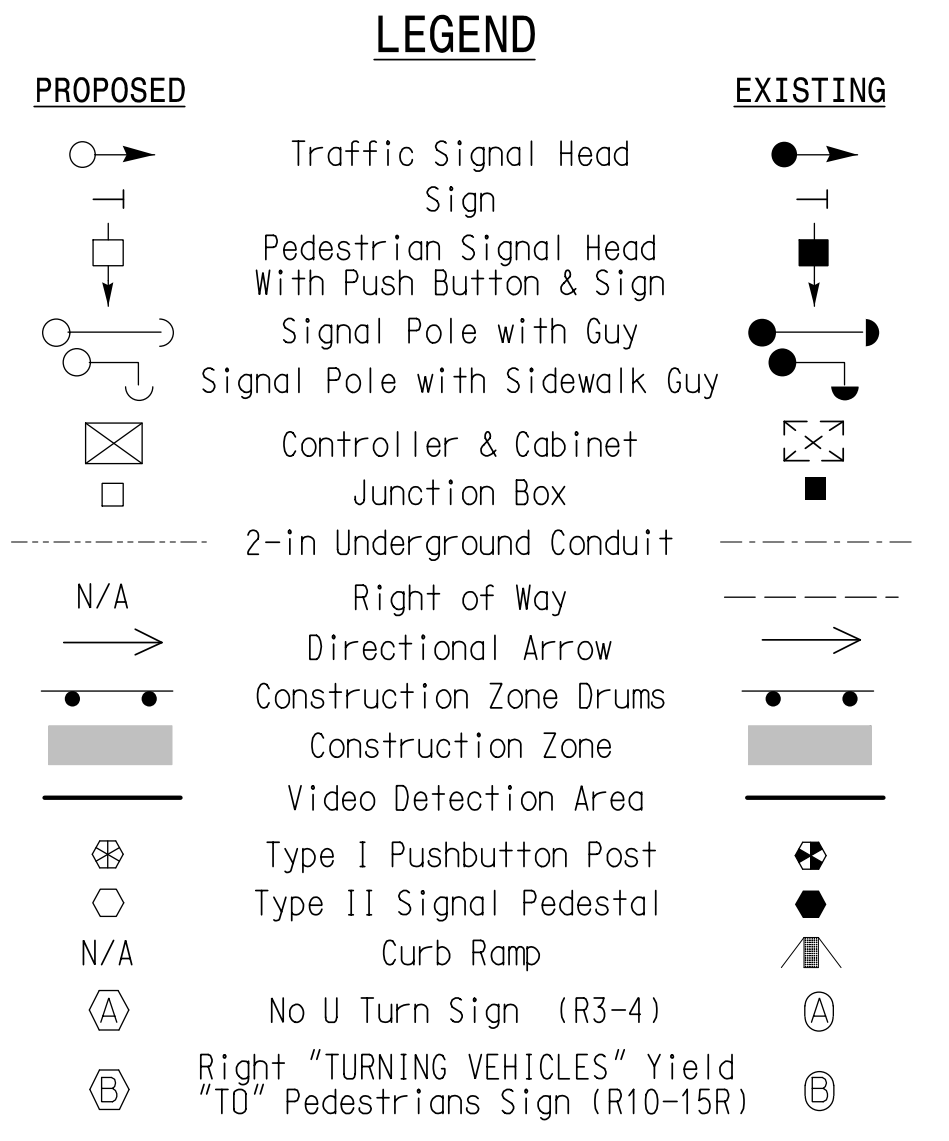 LEGEND
PROPOSED EXISTING
Traffic Signal Head
Sign
Pedestrian Signal Head
With Push Button & Sign
Signal Pole with Guy
Signal Pole with Sidewalk Guy
Controller & Cabinet
Junction Box
2-in Underground Conduit
N/A Right of Way
Directional Arrow
Construction Zone Drums
Construction Zone
Video Detection Area
Type I Pushbutton Post
Type II Signal Pedestal
N/A Curb Ramp
A No U Turn Sign (R3-4) A
Right "TURNING VEHICLES" Yield
B "TO" Pedestrians Sign (R10-15R) B